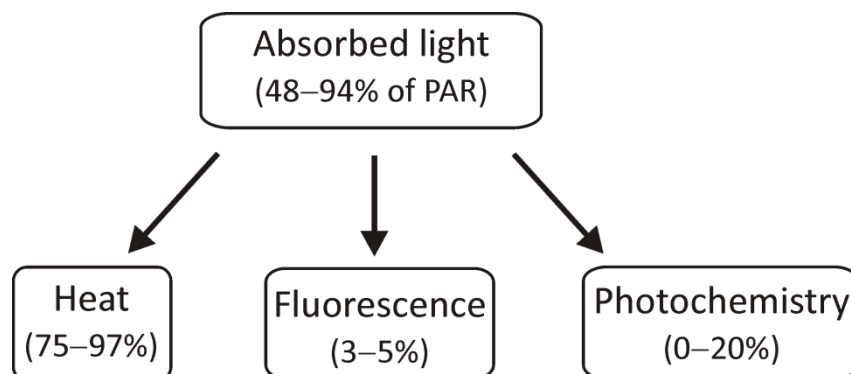 Absorbed light
(48–94% of PAR)
Heat
(75–97%)
Fluorescence
(3–5%)
Photochemistry
(0–20%)